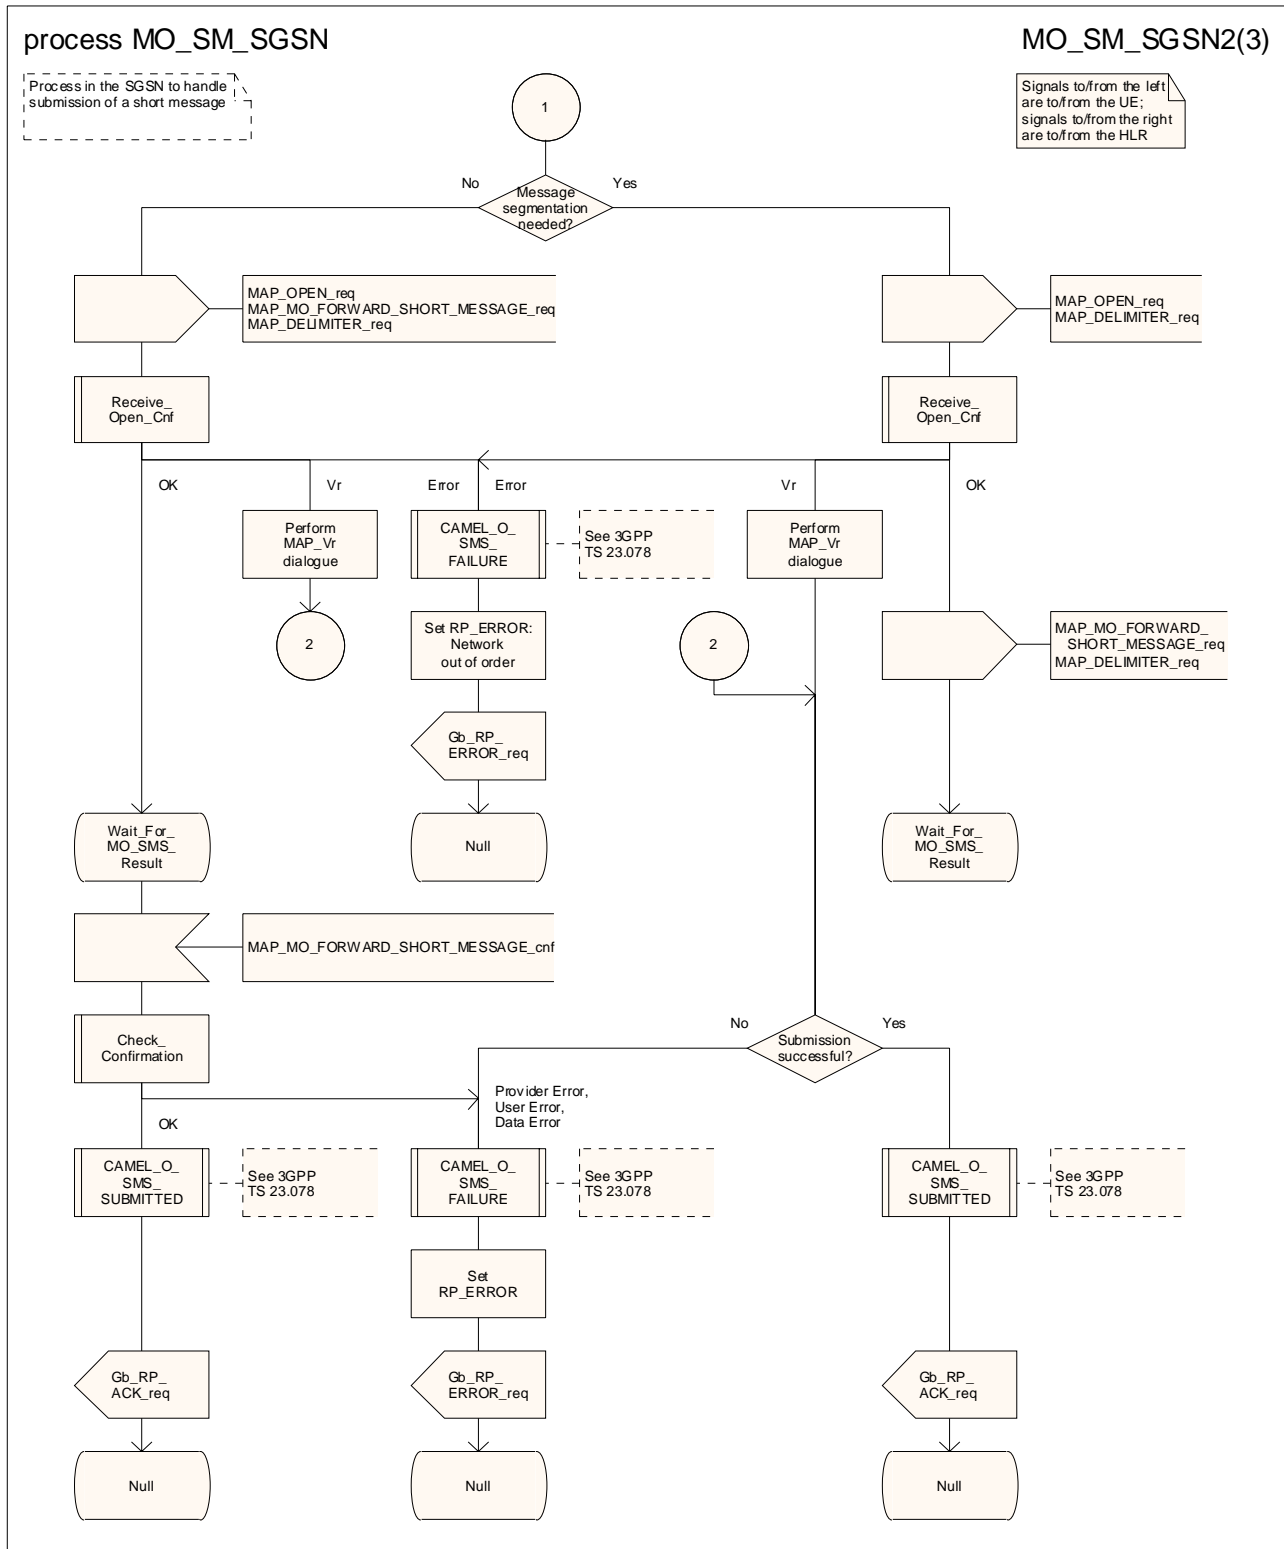 process MO_SM_SGSN
MO_SM_SGSN2(3)
Process in the SGSN to handle
submission of a short message
1
Signals to/from the left
are to/from the UE;
signals to/from the right
are to/from the HLR
No
Yes
Message
segmentation
needed?
MAP_OPEN_req
MAP_MO_FORWARD_SHORT_MESSAGE_req
MAP_DELIMITER_req
MAP_OPEN_req
MAP_DELIMITER_req
Receive_
Open_Cnf
Receive_
Open_Cnf
OK
Vr
Error
Error
Vr
OK
Perform
MAP_Vr
dialogue
CAMEL_O_
SMS_
FAILURE
See 3GPP
TS 23.078
Perform
MAP_Vr
dialogue
2
Set RP_ERROR:
Network
out of order
2
MAP_MO_FORWARD_
SHORT_MESSAGE_req
MAP_DELIMITER_req
Gb_RP_
ERROR_req
Wait_For_
MO_SMS_
Result
Null
Wait_For_
MO_SMS_
Result
MAP_MO_FORWARD_SHORT_MESSAGE_cnf
Check_
Confirmation
No
Yes
Submission
successful?
Provider Error,
User Error,
Data Error
OK
CAMEL_O_
SMS_
SUBMITTED
See 3GPP
TS 23.078
CAMEL_O_
SMS_
FAILURE
See 3GPP
TS 23.078
CAMEL_O_
SMS_
SUBMITTED
See 3GPP
TS 23.078
Set
RP_ERROR
Gb_RP_
ACK_req
Gb_RP_
ERROR_req
Gb_RP_
ACK_req
Null
Null
Null